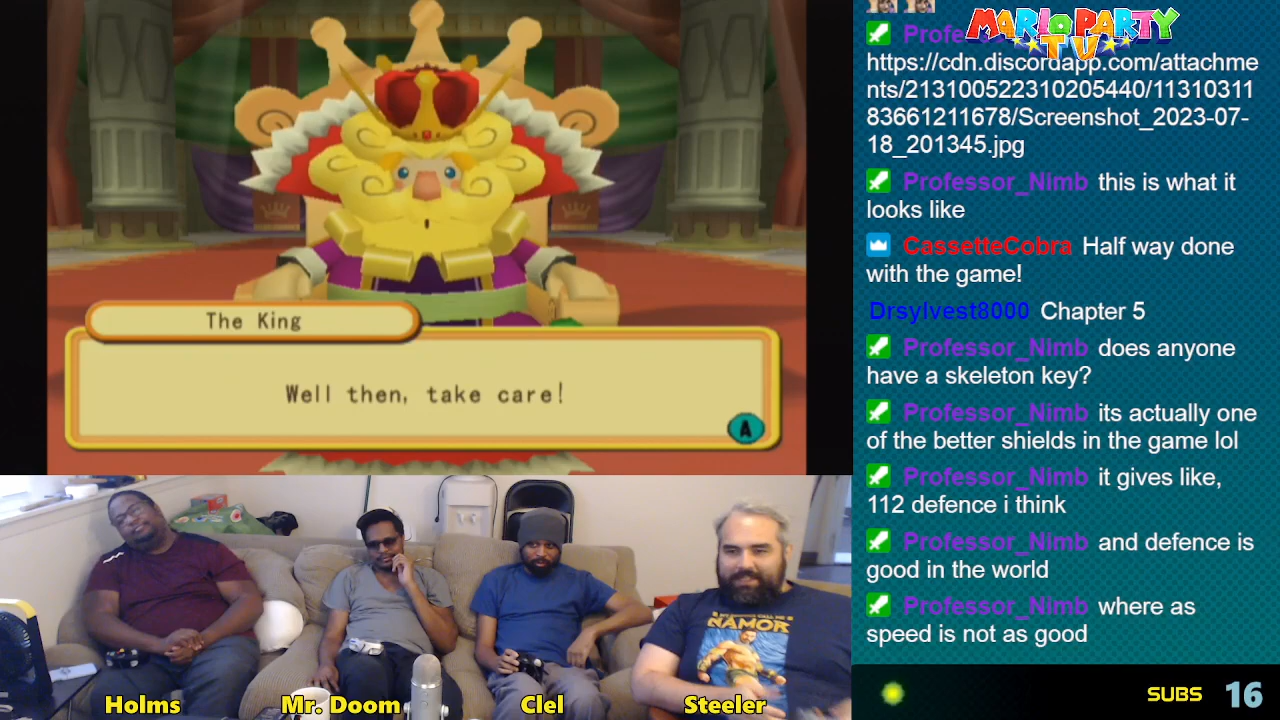 The King
Well then, take care!
A
Holms
Mr. Doom
Clel
Steeler
NAMOR
MARIO PARTY
TV
Profe
https://cdn.discordapp.com/attachme
nts/213100522310205440/11310311
83661211678/Screenshot_2023-07-
18_201345.jpg
Professor_Nimb this is what it
looks like
CassetteCobra Half way done
with the game!
Drsylvest8000 Chapter 5
Professor_Nimb does anyone
have a skeleton key?
Professor_Nimb its actually one
of the better shields in the game lol
Professor_Nimb it gives like,
112 defence i think
Professor_Nimb and defence is
good in the world
Professor_Nimb where as
speed is not as good
SUBS 16